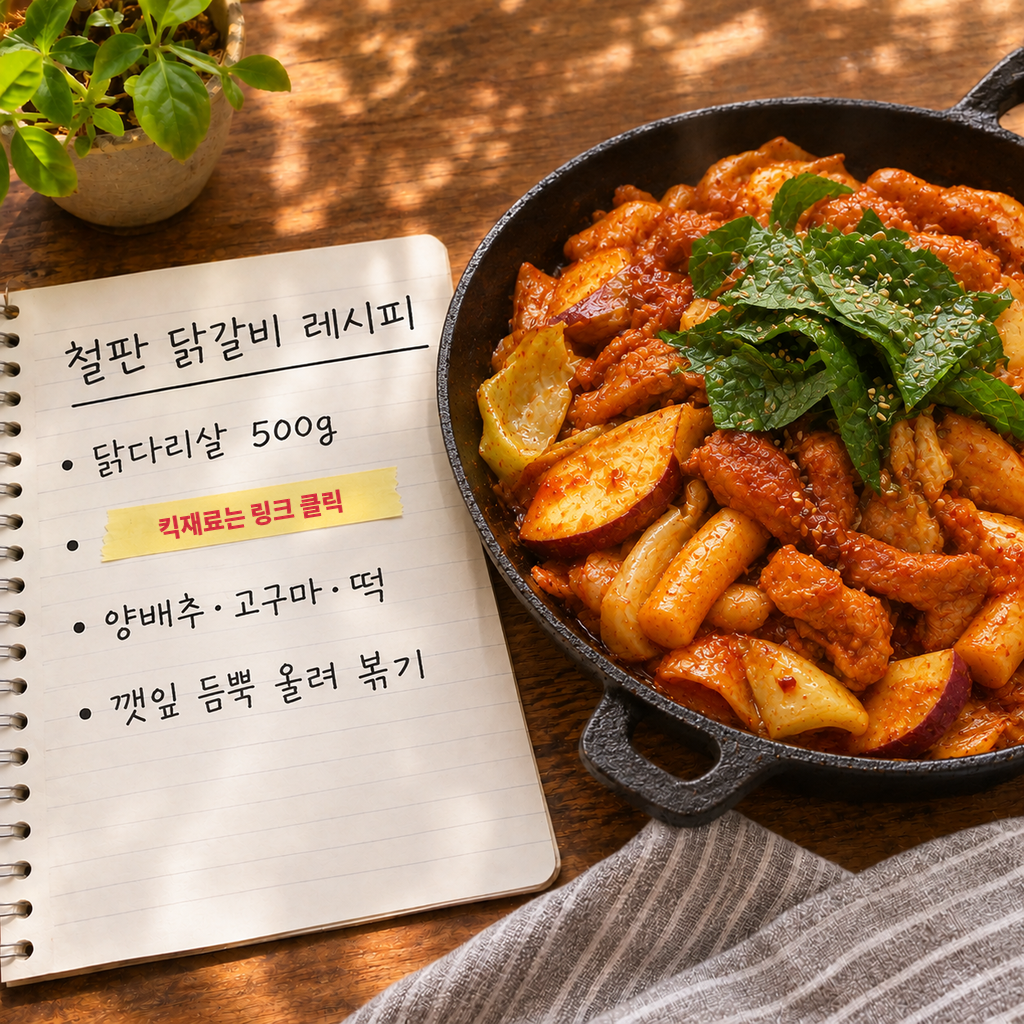 철판 닭갈비 레시피
• 닭다리살 500g
• 킥재료는 링크 클릭
• 양배추·고구마·떡
• 깻잎 듬뿍 올려 볶기